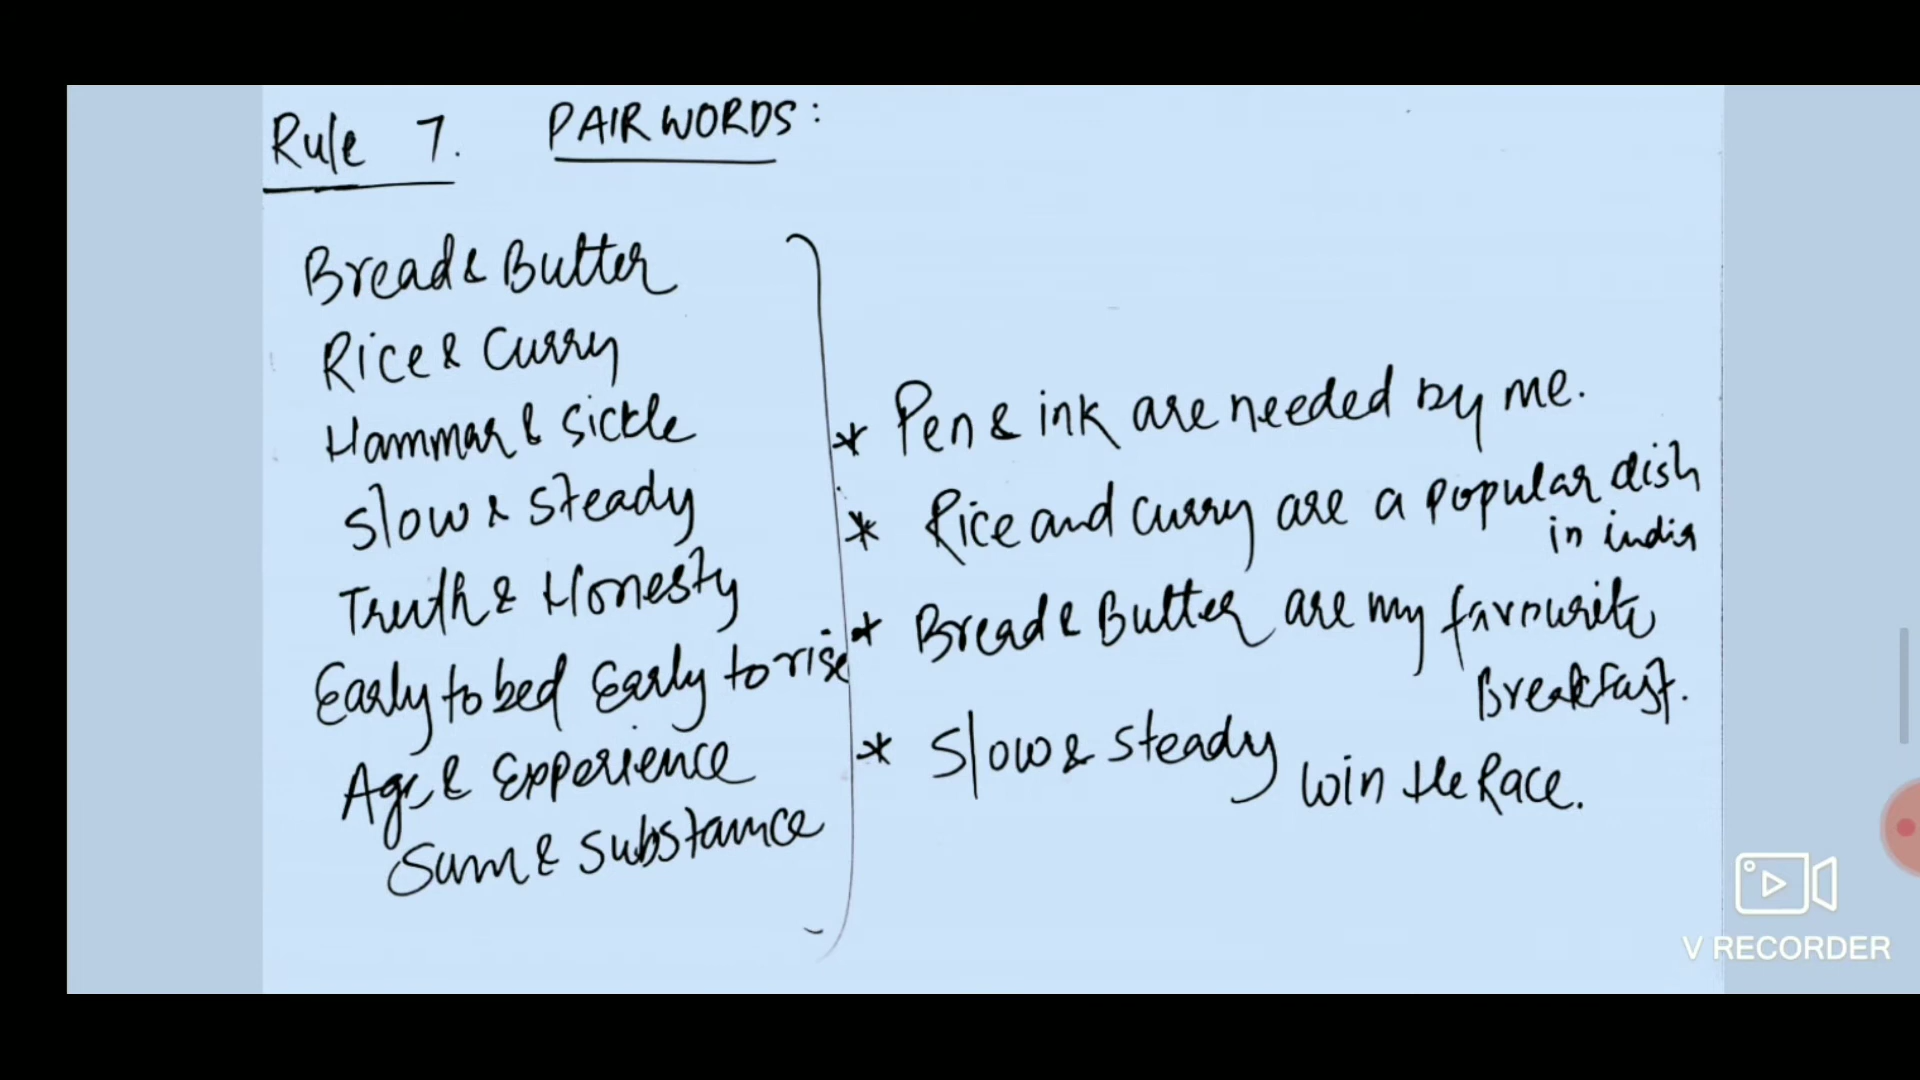 Rule 7. PAIR WORDS:
Bread & Butter
Rice & Curry
Hammar & Sickle
Slow & Steady
Truth & Honesty
Early to bed Early to rise
Age & Experience
Sum & Substance
* Pen & ink are needed by me.
* Rice and curry are a popular dish
in india
* Bread & Butter are my favourite
Breakfast.
* Slow & Steady win the Race.
V RECORDER